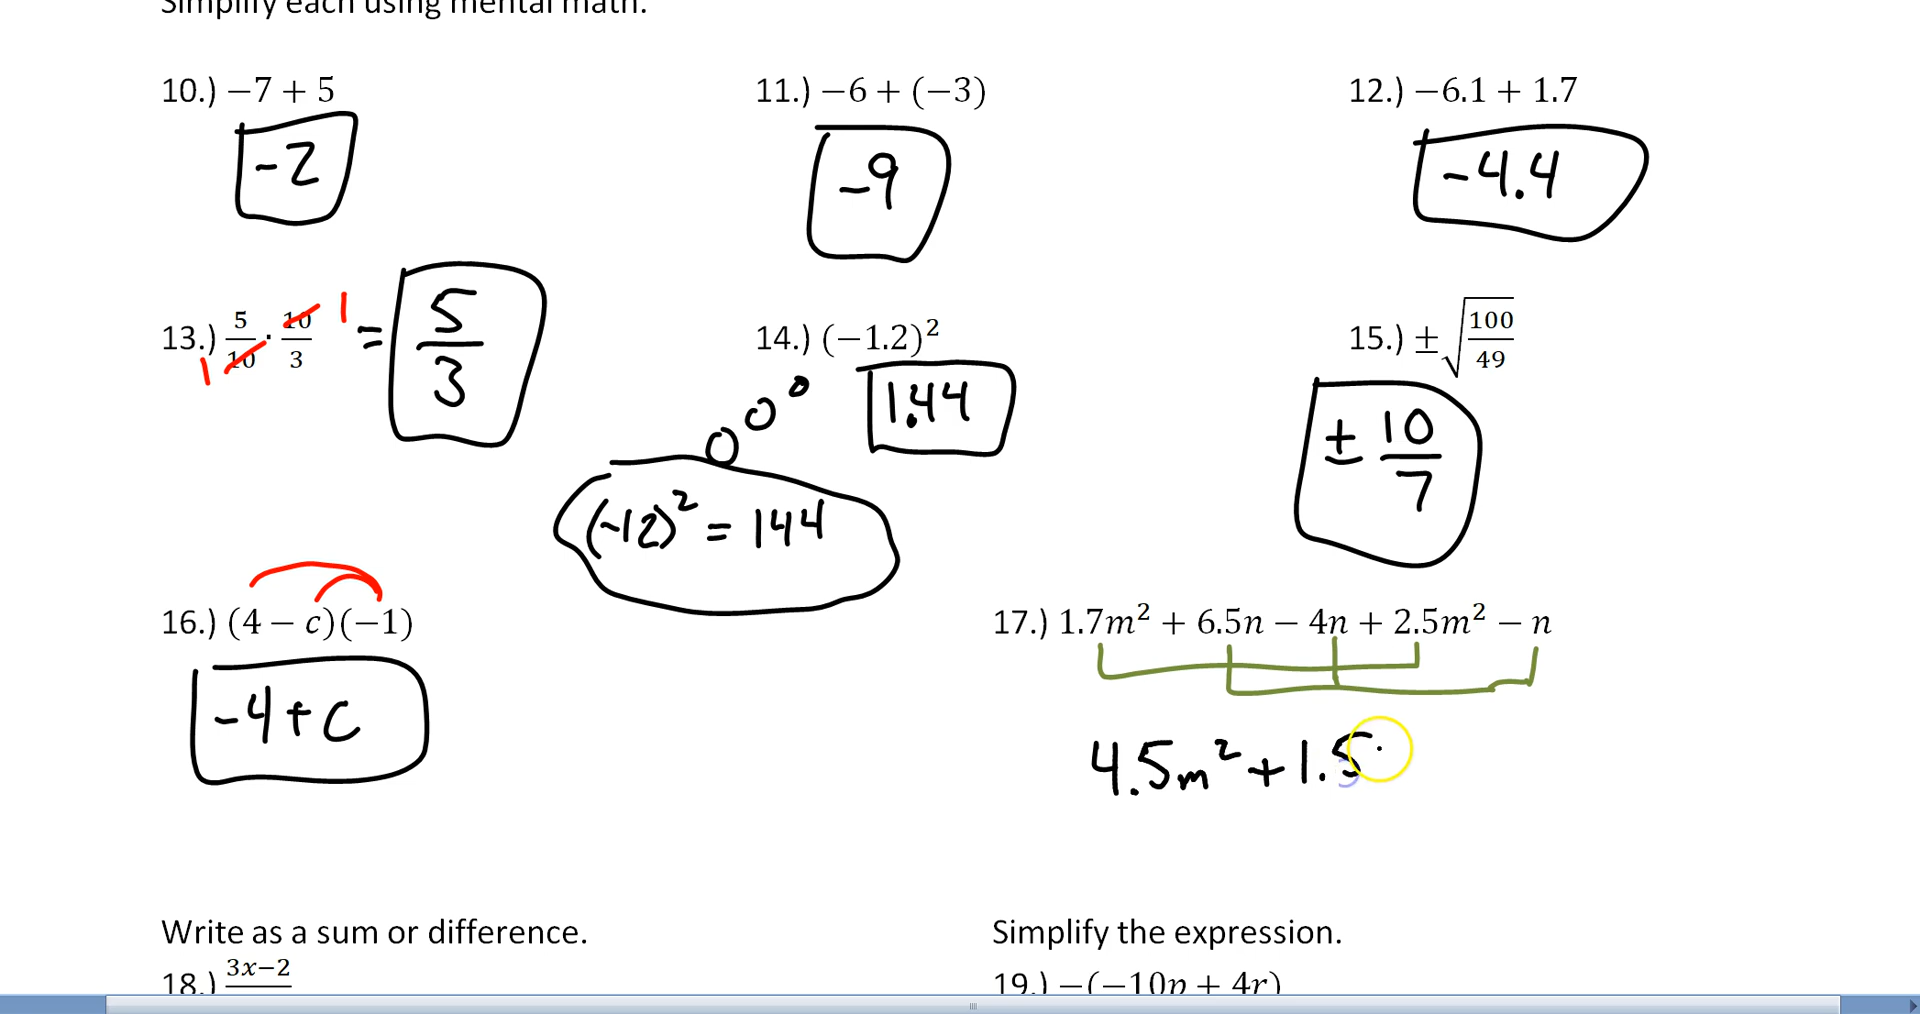 Simplify each using mental math.
10.) −7 + 5
11.) −6 + (−3)
12.) −6.1 + 1.7
-2
-9
-4.4
13.) 5/10 · 10/3 = 5/3
1
1
14.) (−1.2)²
1.44
(-12)² = 144
15.) ±√(100/49)
± 10/7
16.) (4 − c)(−1)
-4+c
17.) 1.7m² + 6.5n − 4n + 2.5m² − n
4.5m² + 1.5
Write as a sum or difference.
Simplify the expression.
18.) 3x−2
19.) −(−10p + 4r)